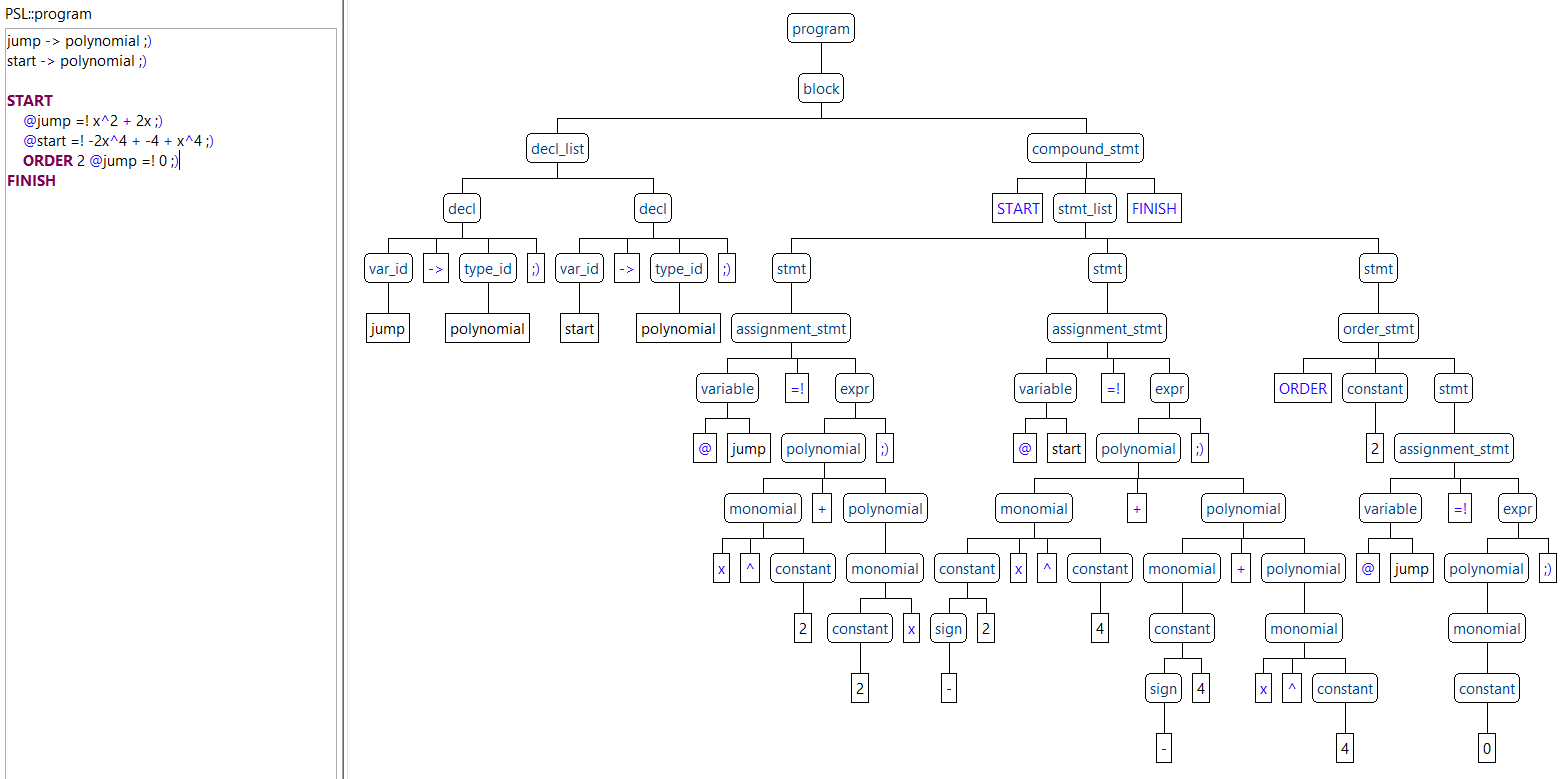 PSL::program
jump -> polynomial ;)
start -> polynomial ;)
START
@jump =! x^2 + 2x ;)
@start =! -2x^4 + -4 + x^4 ;)
ORDER 2 @jump =! 0 ;)
FINISH
program
block
decl_list compound_stmt
decl decl START stmt_list FINISH
var_id -> type_id ;) var_id -> type_id ;) stmt stmt stmt
jump polynomial start polynomial assignment_stmt assignment_stmt order_stmt
variable =! expr variable =! expr ORDER constant stmt
@ jump polynomial ;) @ start polynomial ;) 2 assignment_stmt
monomial + polynomial monomial + polynomial variable =! expr
x ^ constant monomial constant x ^ constant monomial + polynomial @ jump polynomial ;)
2 constant x sign 2 4 constant monomial monomial
2 - sign 4 x ^ constant constant
- 4 0